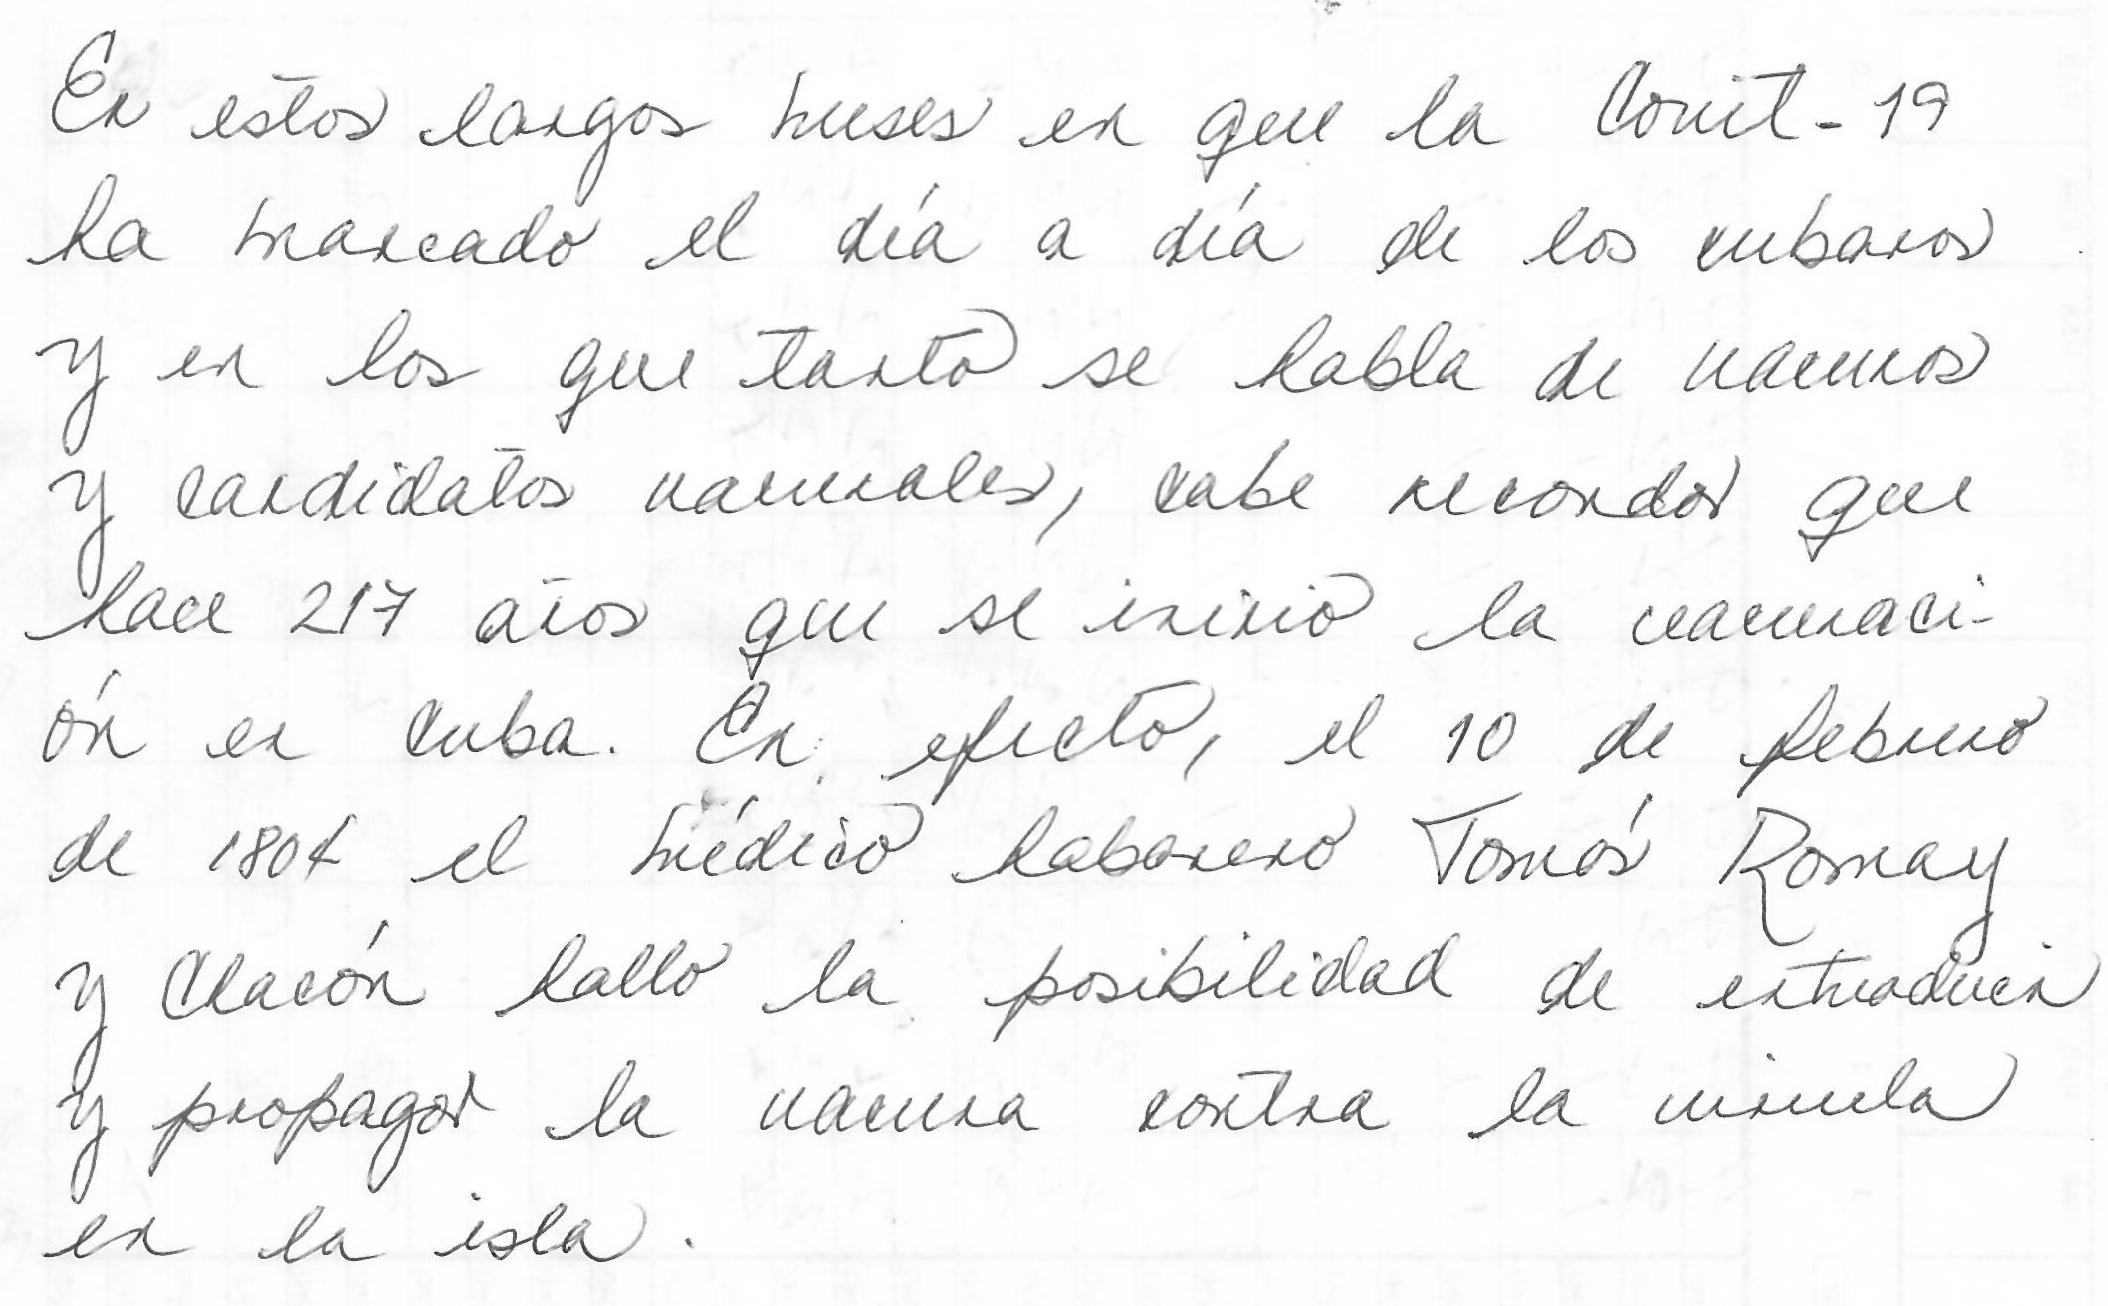 En estos largos meses en que la Covit-19
ha marcado el día a día de los cubanos
y en los que tanto se habla de vacunas
y candidatos vacunales, cabe recordar que
hace 217 años que se inició la vacunaci-
ón en Cuba. En efecto, el 10 de febrero
de 1804 el médico habanero Tomás Romay
y Chacón halló la posibilidad de introducir
y propagar la vacuna contra la viruela
en la isla.